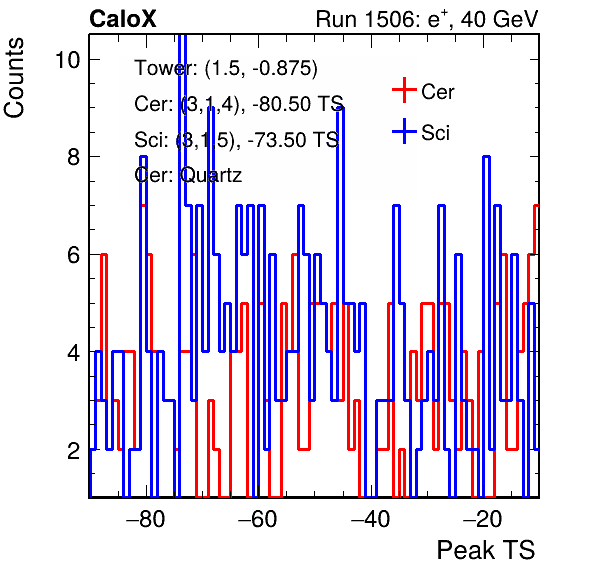 CaloX
Run 1506: e⁺, 40 GeV
Counts
10
8
6
4
2
Tower: (1.5, -0.875)
Cer: (3,1,4), -80.50 TS
Sci: (3,1,5), -73.50 TS
Cer: Quartz
Cer
Sci
−80
−60
−40
−20
Peak TS